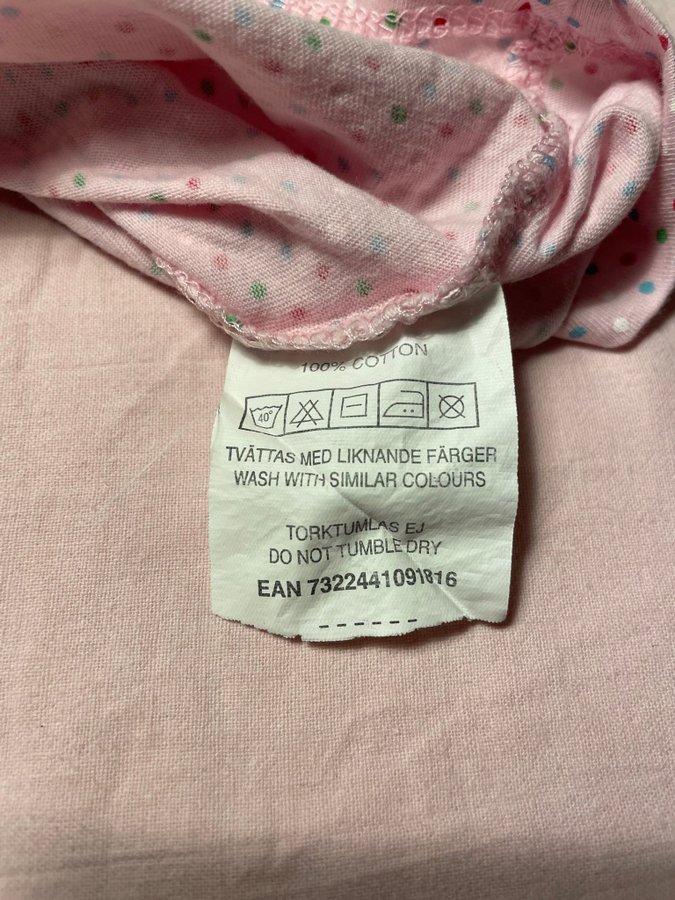 100% COTTON
40°
TVÄTTAS MED LIKNANDE FÄRGER
WASH WITH SIMILAR COLOURS
TORKTUMLAS EJ
DO NOT TUMBLE DRY
EAN 7322441091816